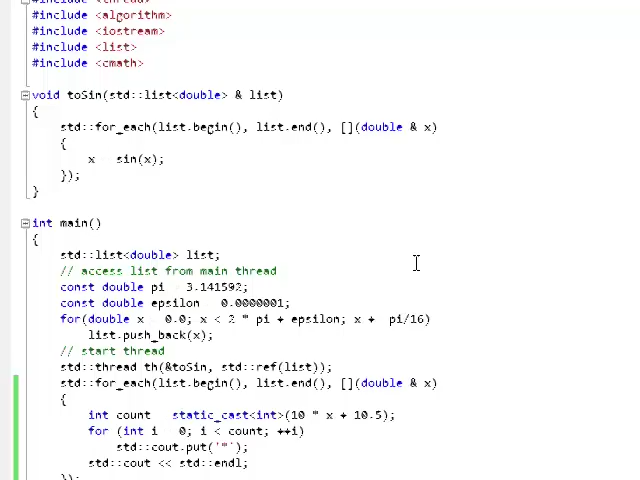 #include <thread>
#include <algorithm>
#include <iostream>
#include <list>
#include <cmath>
void toSin(std::list<double> & list)
{
std::for_each(list.begin(), list.end(), [](double & x)
{
x sin(x);
});
}
int main()
{
std::list<double> list;
// access list from main thread
const double pi 3.141592;
const double epsilon 0.0000001;
for(double x 0.0; x < 2 * pi + epsilon; x + pi/16)
list.push_back(x);
// start thread
std::thread th(&toSin, std::ref(list));
std::for_each(list.begin(), list.end(), [](double & x)
{
int count static_cast<int>(10 * x + 10.5);
for (int i 0; i < count; ++i)
std::cout.put('*');
std::cout << std::endl;
});